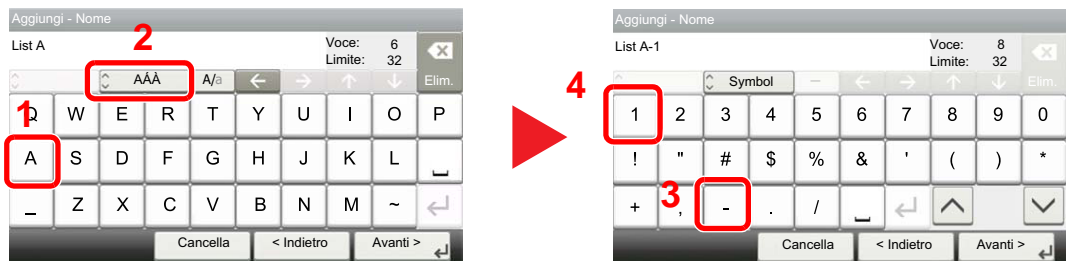 Aggiungi - Nome
2
List A
Voce: 6
Limite: 32
AÁÀ A/a Elim.
1
Q W E R T Y U I O P
A S D F G H J K L
_ Z X C V B N M ~
Cancella < Indietro Avanti >
Aggiungi - Nome
List A-1
Voce: 8
Limite: 32
Symbol Elim.
4
1 2 3 4 5 6 7 8 9 0
! " # $ % & ' ( ) *
3
+ , - . /
Cancella < Indietro Avanti >